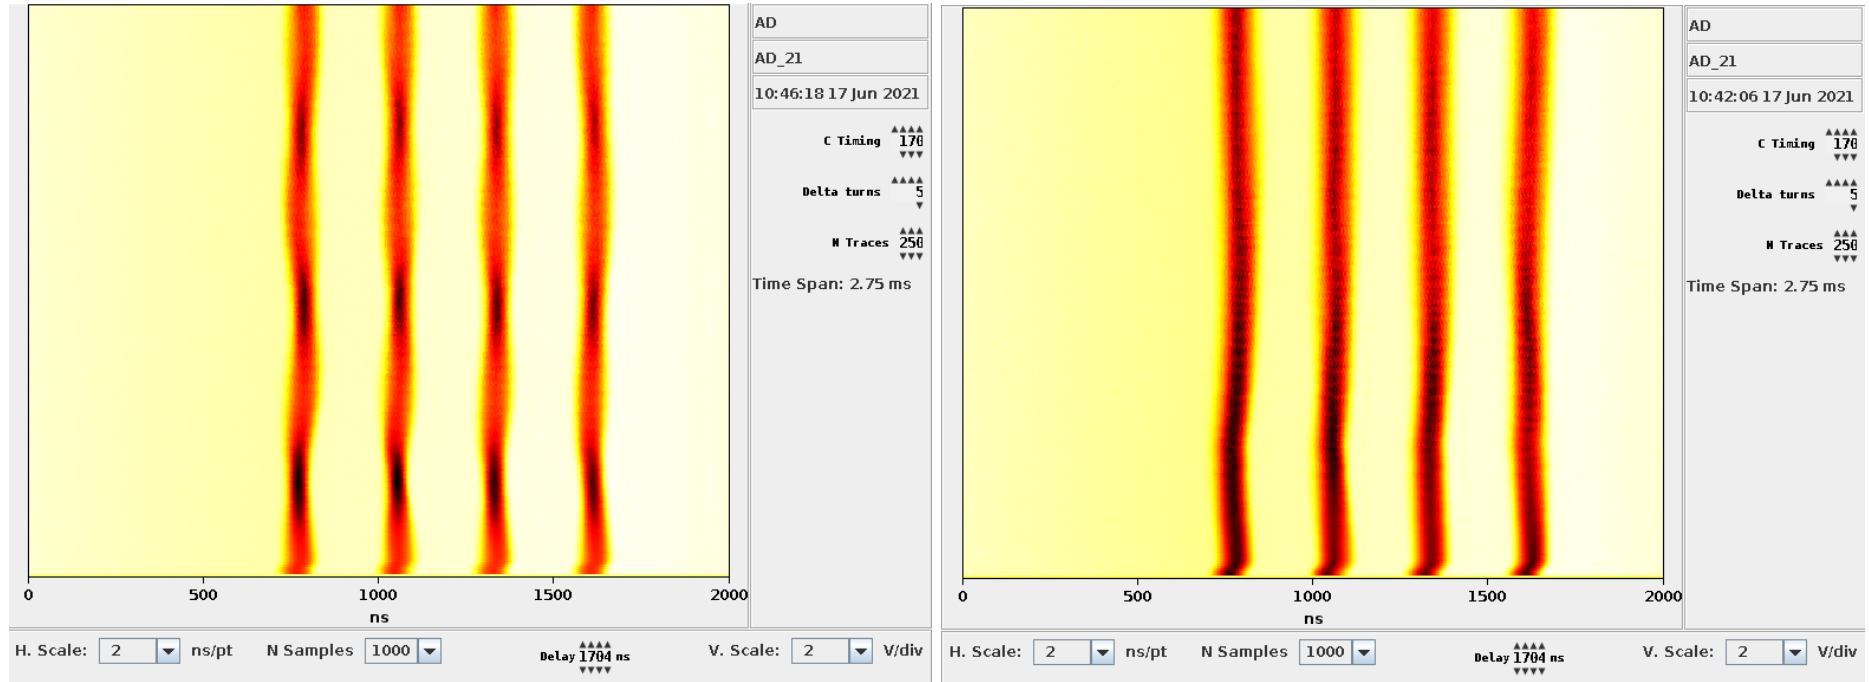 AD
AD_21
10:46:18 17 Jun 2021
C Timing 170
Delta turns 5
N Traces 250
Time Span: 2.75 ms
0 500 1000 1500 2000
ns
H. Scale: 2 ns/pt N Samples 1000 Delay 1704 ns V. Scale: 2 V/div
AD
AD_21
10:42:06 17 Jun 2021
C Timing 170
Delta turns 5
N Traces 250
Time Span: 2.75 ms
0 500 1000 1500 2000
ns
H. Scale: 2 ns/pt N Samples 1000 Delay 1704 ns V. Scale: 2 V/div